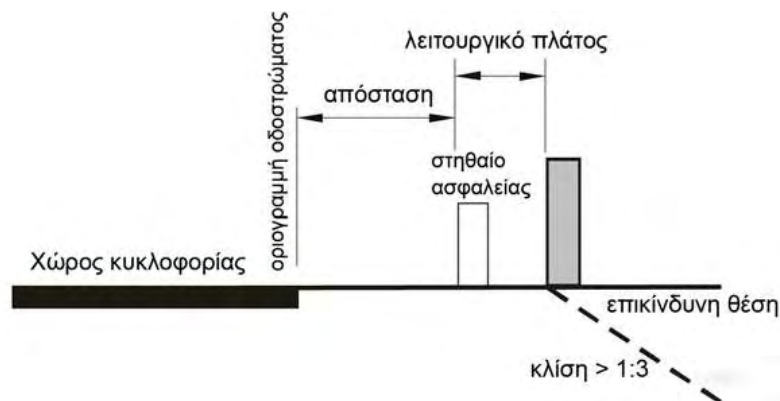 λειτουργικό πλάτος
απόσταση
οριογραμμή οδοστρώματος
στηθαίο
ασφαλείας
Χώρος κυκλοφορίας
επικίνδυνη θέση
κλίση > 1:3